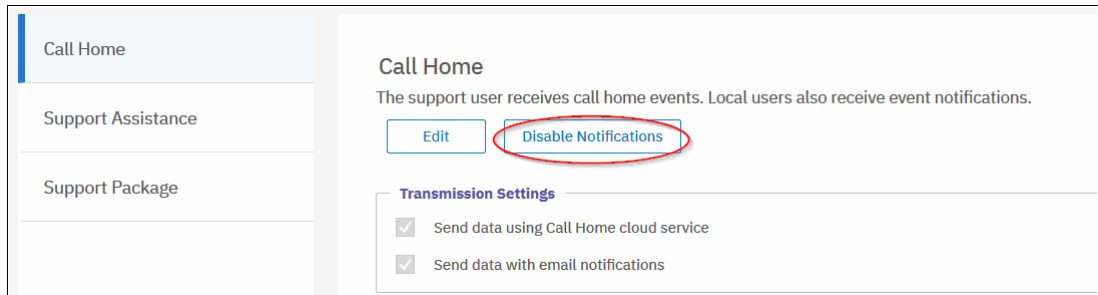 Call Home
Support Assistance
Support Package
Call Home
The support user receives call home events. Local users also receive event notifications.
Edit
Disable Notifications
Transmission Settings
Send data using Call Home cloud service
Send data with email notifications